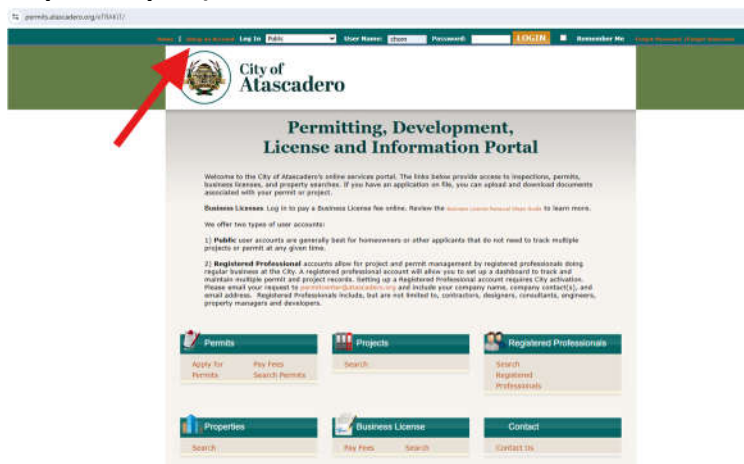 permits.atascadero.org/eTRAKiT/
Home | Setup an Account Log In Public User Name: Password: LOGIN Remember Me Forgot Password
City of
Atascadero
Permitting, Development,
License and Information Portal
Welcome to the City of Atascadero's online services portal. The links below provide access to inspections, permits,
business licenses, and property searches. If you have an application on file, you can upload and download documents
associated with your permit or project.
Business Licenses Log in to pay a Business License fee online. Review the to learn more.
We offer two types of user accounts:
1) Public user accounts are generally best for homeowners or other applicants that do not need to track multiple
projects or permit at any given time.
2) Registered Professional accounts allow for project and permit management by registered professionals doing
regular business at the City. A registered professional account will allow you to set up a dashboard to track and
maintain multiple permit and project records. Setting up a Registered Professional account requires City activation.
Please email your request to permitcenter@atascadero.org and include your company name, company contact(s), and
email address. Registered Professionals include, but are not limited to, contractors, designers, consultants, engineers,
property managers and developers.
Permits Projects Registered Professionals
Apply for Pay Fees Search Search
Permits Search Permits Registered
Professionals
Properties Business License Contact
Search Pay Fees Search Contact Us